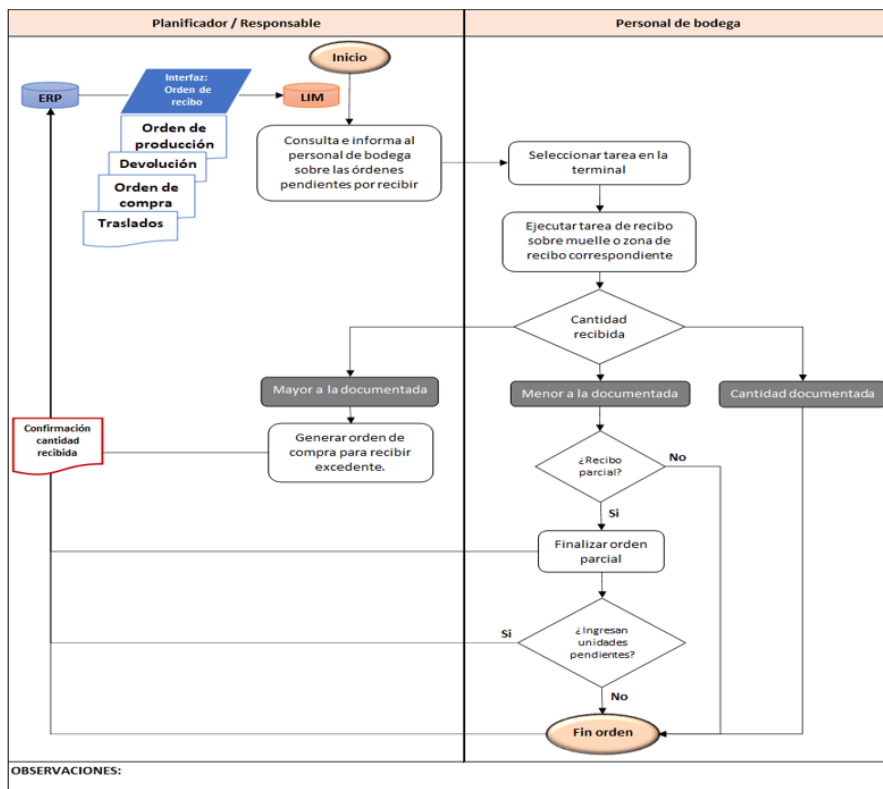 Planificador / Responsable
Personal de bodega
Inicio
Interfaz:
Orden de
recibo
ERP
LIM
Orden de
producción
Devolución
Orden de
compra
Traslados
Consulta e informa al
personal de bodega
sobre las órdenes
pendientes por recibir
Seleccionar tarea en la
terminal
Ejecutar tarea de recibo
sobre muelle o zona de
recibo correspondiente
Cantidad
recibida
Mayor a la documentada
Menor a la documentada
Cantidad documentada
Confirmación
cantidad
recibida
Generar orden de
compra para recibir
excedente.
¿Recibo
parcial?
No
Si
Finalizar orden
parcial
Si
¿Ingresan
unidades
pendientes?
No
Fin orden
OBSERVACIONES: